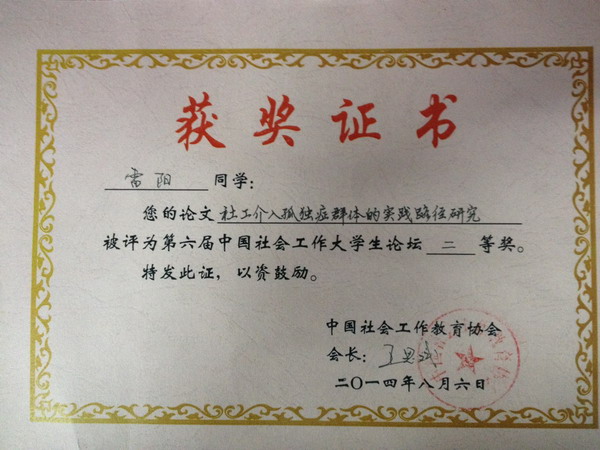 获奖证书
雷阳 同学：
您的论文 社工介入孤独症群体的实践路径研究
被评为第六届中国社会工作大学生论坛 二 等奖。
特发此证，以资鼓励。
中国社会工作教育协会
会长：王思斌
二〇一四年八月六日